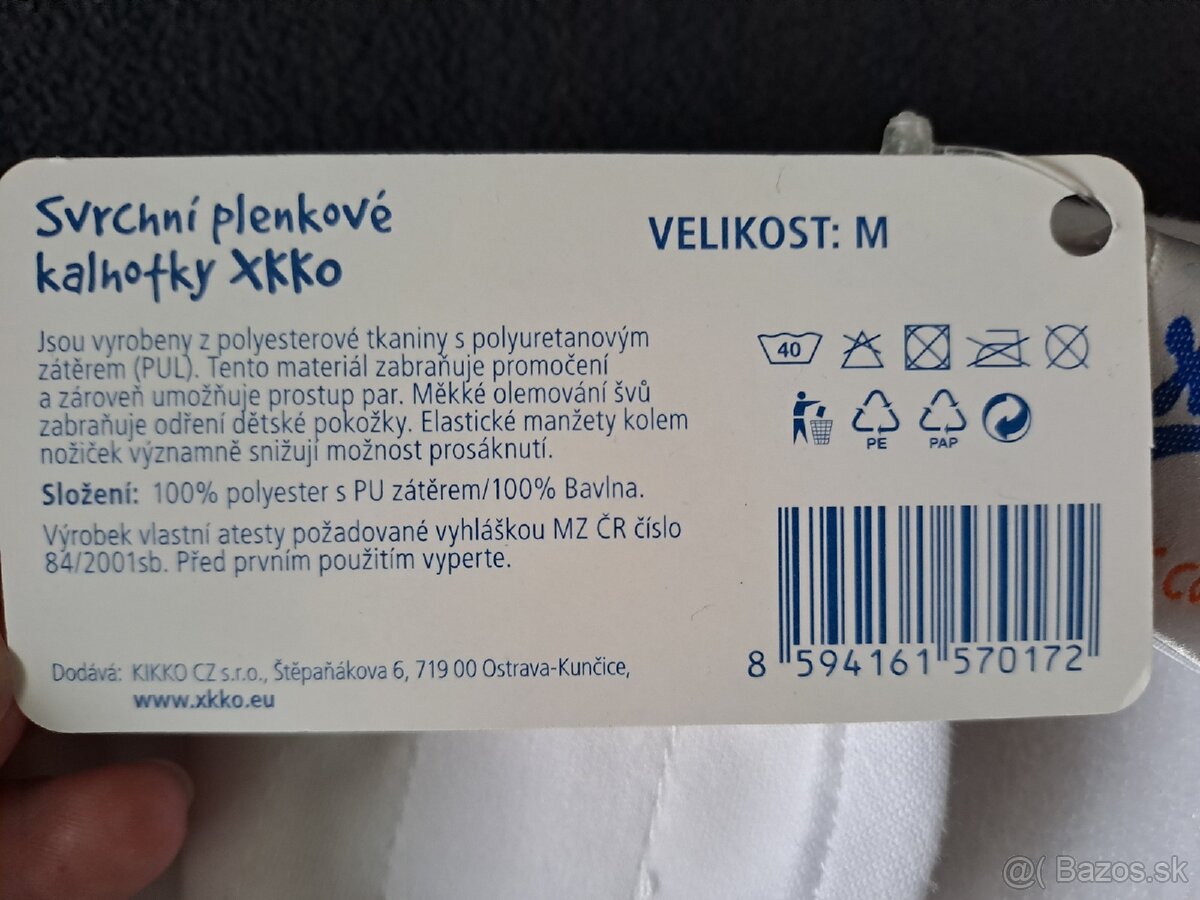 Svrchní plenkové
kalhotky XKKO
VELIKOST: M
Jsou vyrobeny z polyesterové tkaniny s polyuretanovým
zátěrem (PUL). Tento materiál zabraňuje promočení
a zároveň umožňuje prostup par. Měkké olemování švů
zabraňuje odření dětské pokožky. Elastické manžety kolem
nožiček významně snižují možnost prosáknutí.
Složení: 100% polyester s PU zátěrem/100% Bavlna.
Výrobek vlastní atesty požadované vyhláškou MZ ČR číslo
84/2001sb. Před prvním použitím vyperte.
40
PE PAP
8 594161 570172
Dodává: KIKKO CZ s.r.o., Štěpaňákova 6, 719 00 Ostrava-Kunčice,
www.xkko.eu
@( Bazos.sk